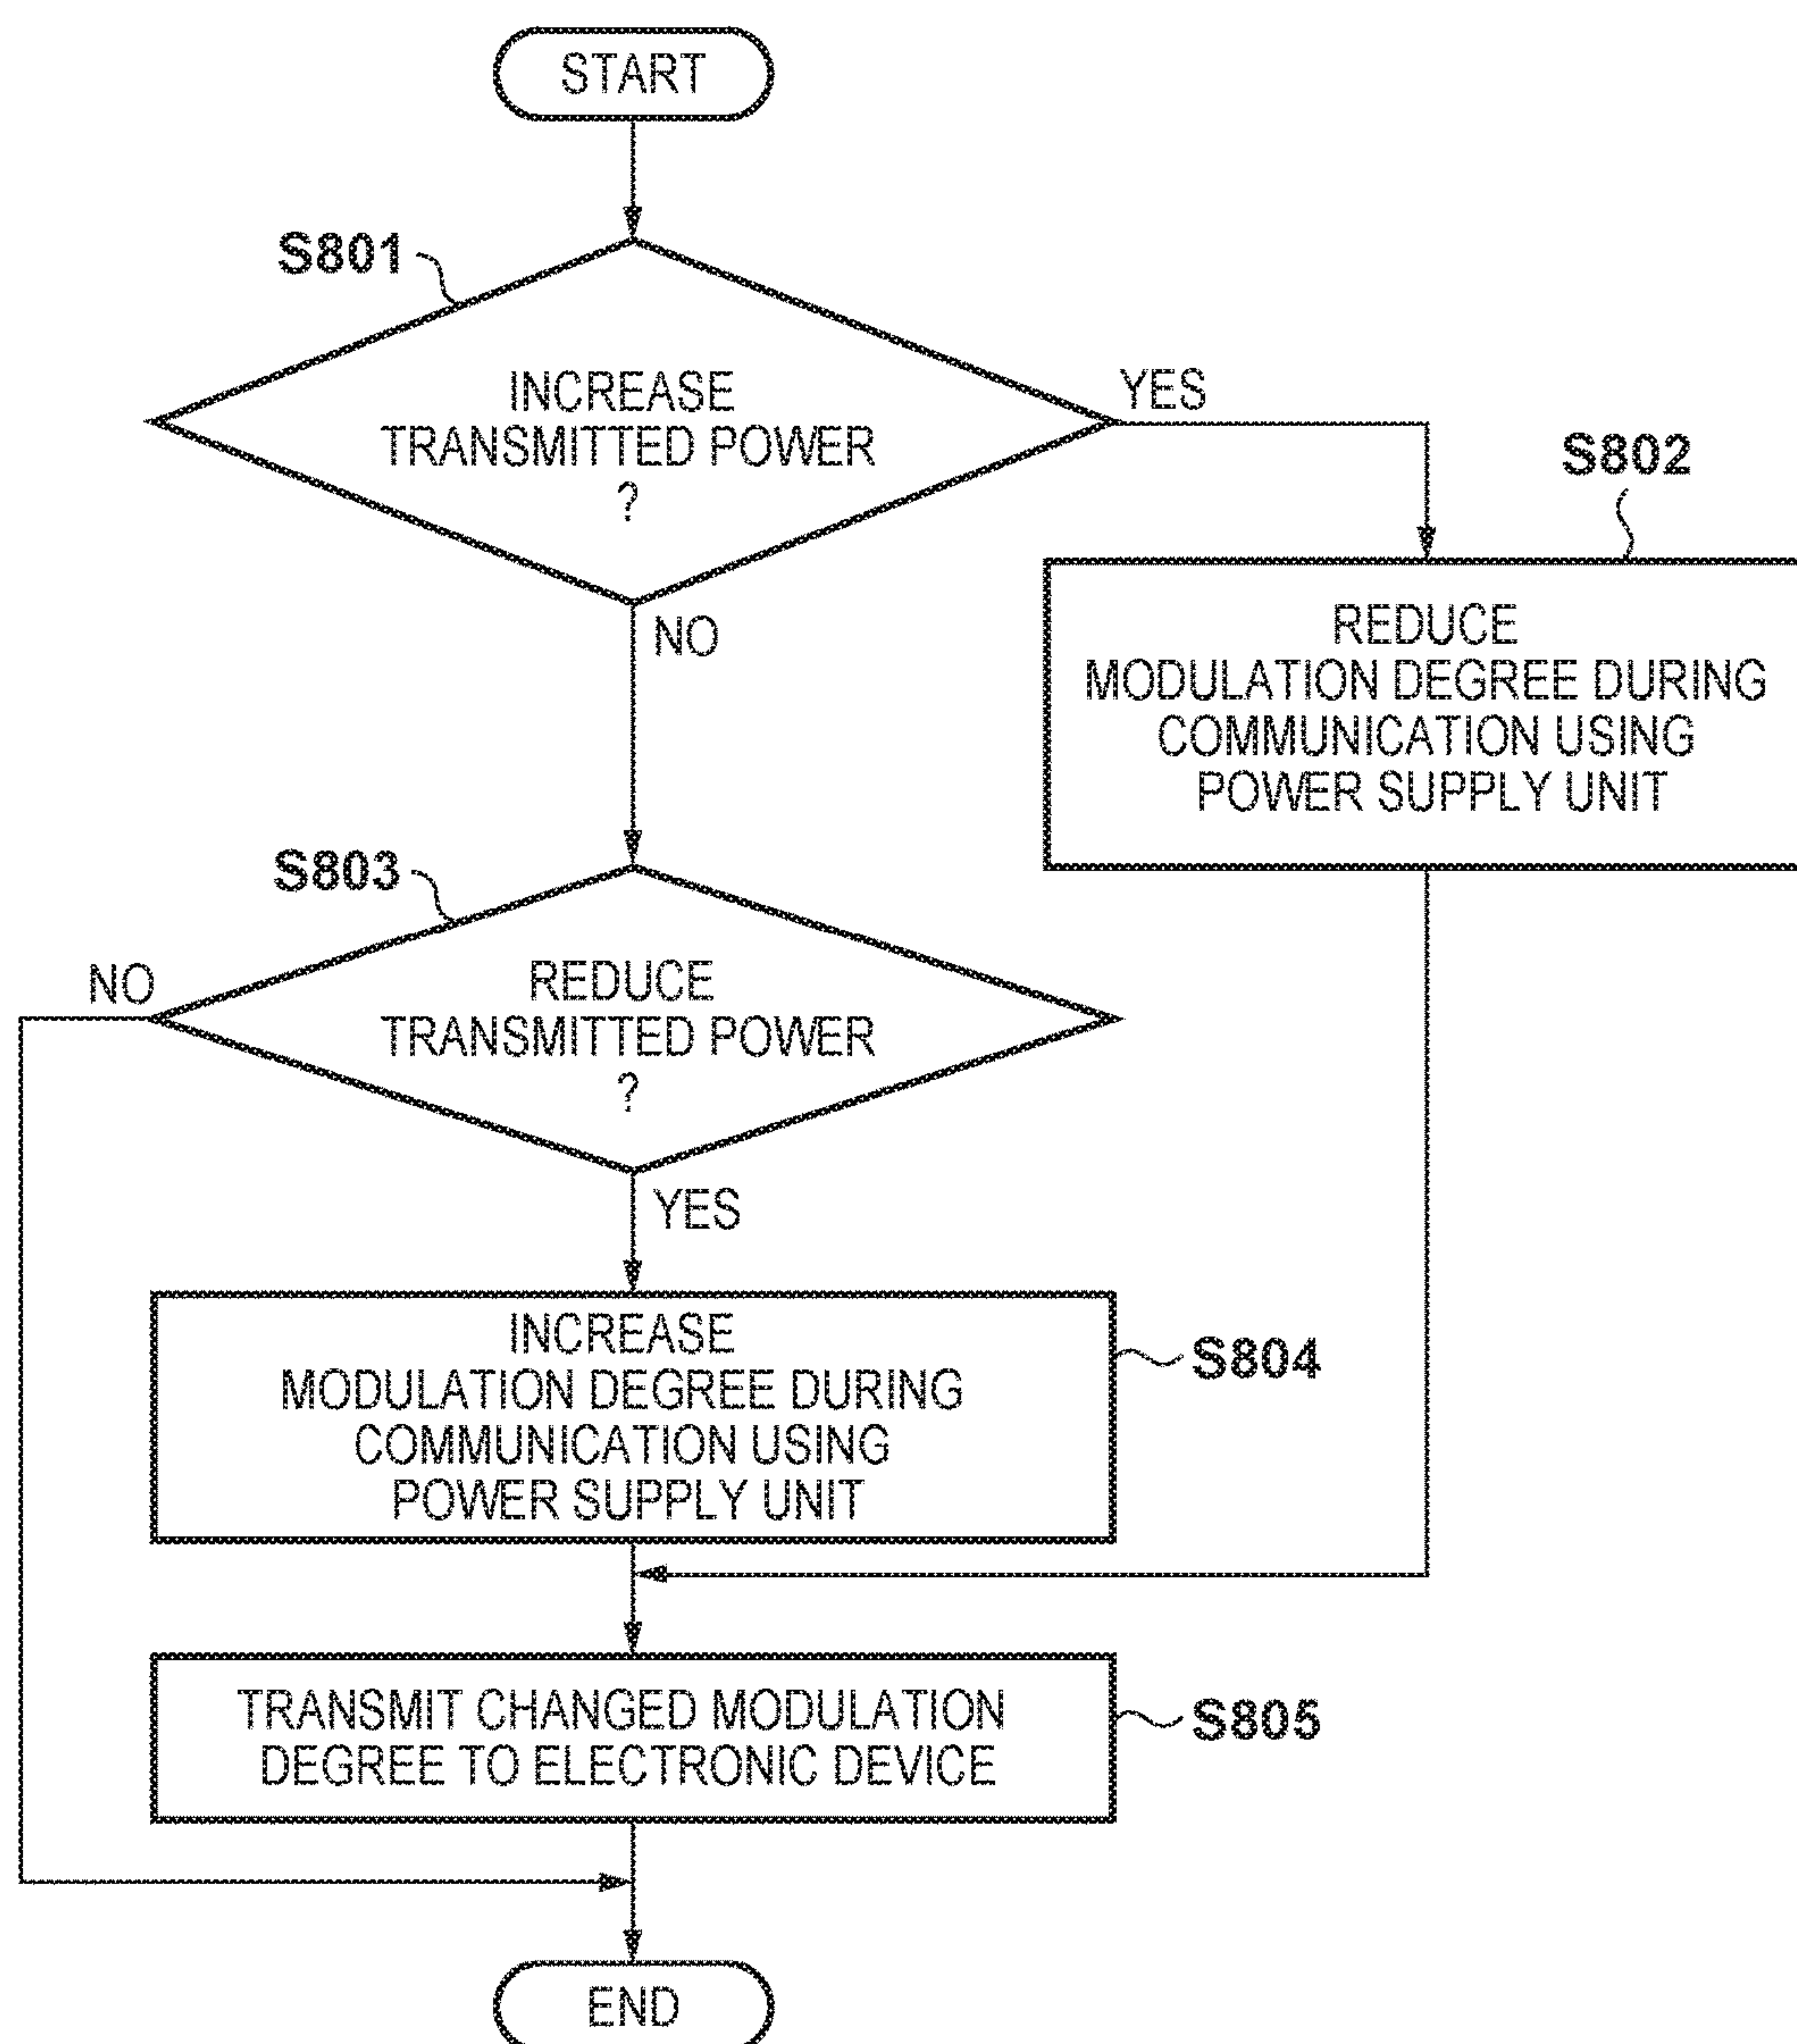 START
S801
INCREASE
TRANSMITTED POWER
?
YES
S802
REDUCE
MODULATION DEGREE DURING
COMMUNICATION USING
POWER SUPPLY UNIT
NO
S803
NO
REDUCE
TRANSMITTED POWER
?
YES
INCREASE
MODULATION DEGREE DURING
COMMUNICATION USING
POWER SUPPLY UNIT
S804
TRANSMIT CHANGED MODULATION
DEGREE TO ELECTRONIC DEVICE
S805
END